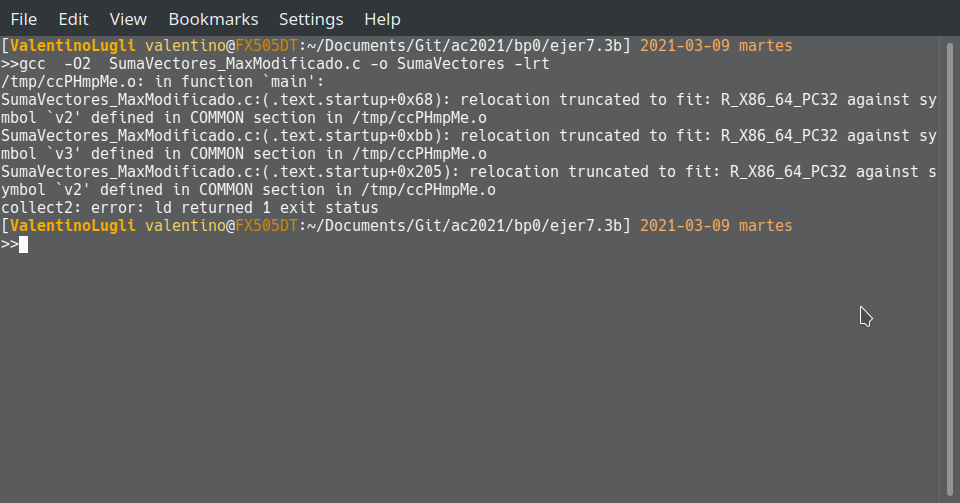 File Edit View Bookmarks Settings Help
[ValentinoLugli valentino@FX505DT:~/Documents/Git/ac2021/bp0/ejer7.3b] 2021-03-09 martes
>>gcc  -O2  SumaVectores_MaxModificado.c -o SumaVectores -lrt
/tmp/ccPHmpMe.o: in function `main':
SumaVectores_MaxModificado.c:(.text.startup+0x68): relocation truncated to fit: R_X86_64_PC32 against sy
mbol `v2' defined in COMMON section in /tmp/ccPHmpMe.o
SumaVectores_MaxModificado.c:(.text.startup+0xbb): relocation truncated to fit: R_X86_64_PC32 against sy
mbol `v3' defined in COMMON section in /tmp/ccPHmpMe.o
SumaVectores_MaxModificado.c:(.text.startup+0x205): relocation truncated to fit: R_X86_64_PC32 against s
ymbol `v2' defined in COMMON section in /tmp/ccPHmpMe.o
collect2: error: ld returned 1 exit status
[ValentinoLugli valentino@FX505DT:~/Documents/Git/ac2021/bp0/ejer7.3b] 2021-03-09 martes
>>